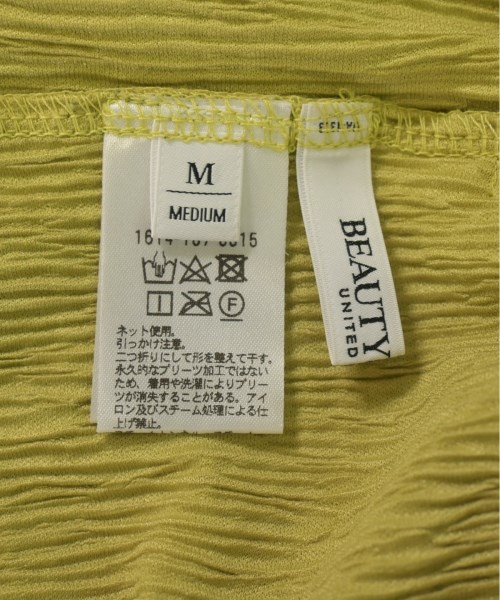 M
MEDIUM
ネット使用。
引っかけ注意。
二つ折りにして形を整えて干す。
永久的なプリーツ加工ではない
ため、着用や洗濯によりプリー
ツが消失することがある。アイ
ロン及びスチーム処理による仕
上げ禁止。
BEAUTY
UNITED